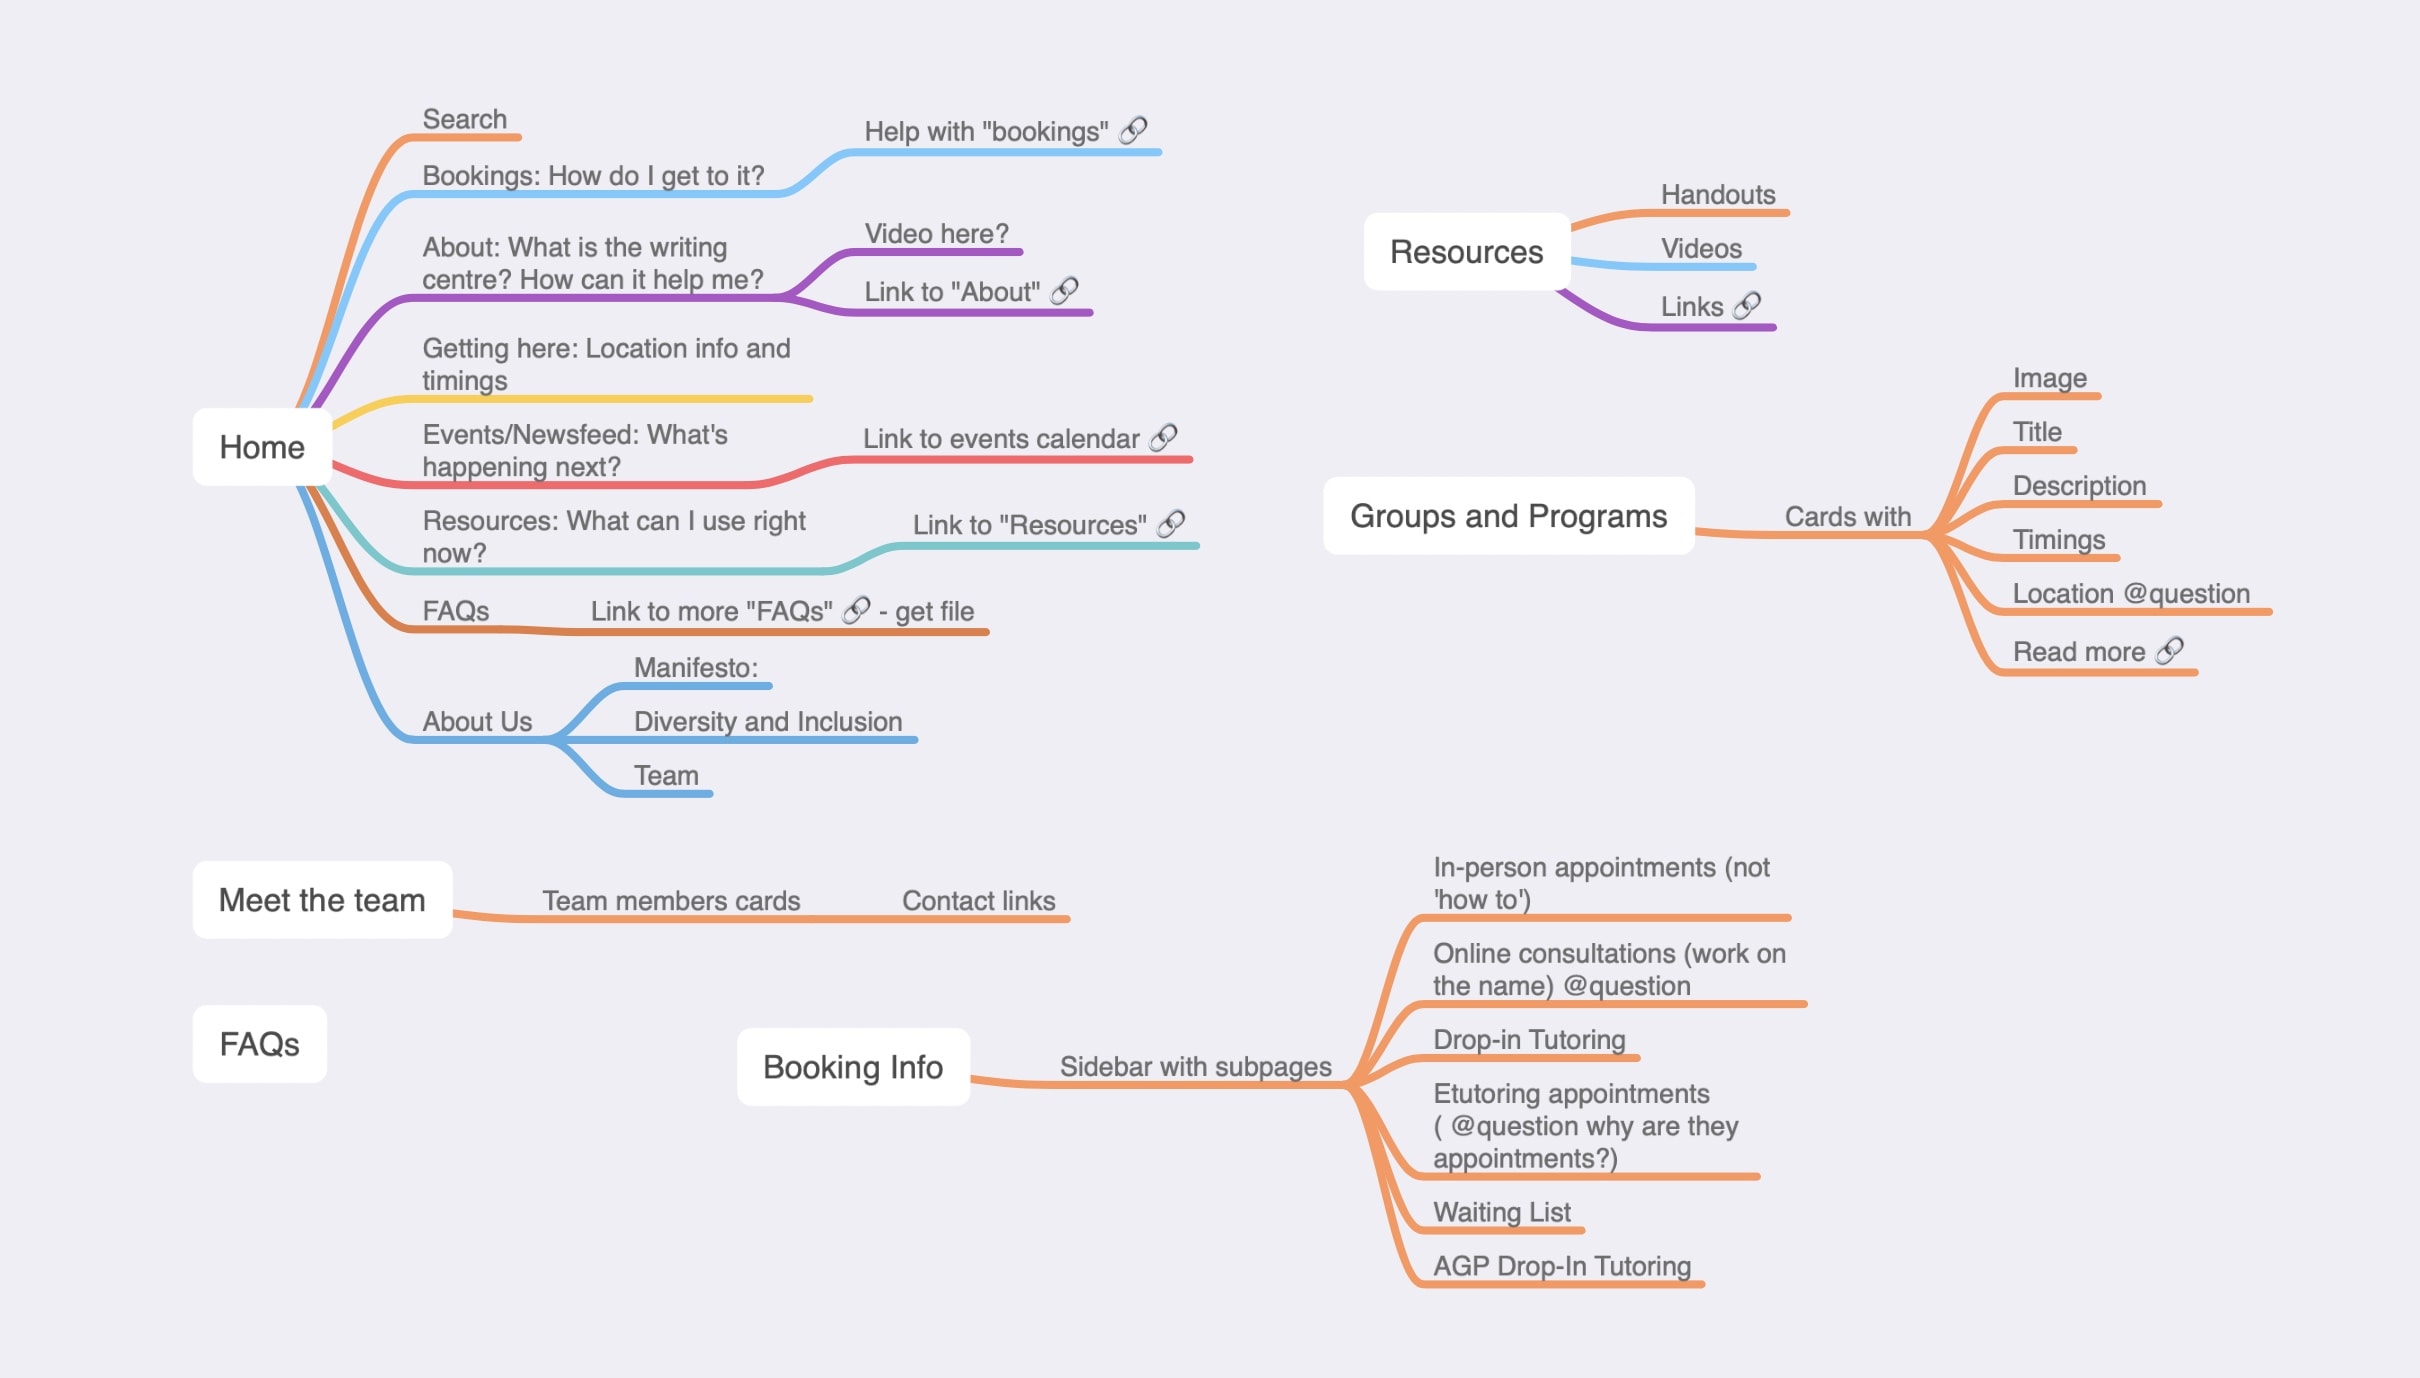 Home
Search
Bookings: How do I get to it?
Help with "bookings" 🔗
About: What is the writing
centre? How can it help me?
Video here?
Link to "About" 🔗
Getting here: Location info and
timings
Events/Newsfeed: What's
happening next?
Link to events calendar 🔗
Resources: What can I use right
now?
Link to "Resources" 🔗
FAQs
Link to more "FAQs" 🔗 - get file
About Us
Manifesto:
Diversity and Inclusion
Team
Resources
Handouts
Videos
Links 🔗
Groups and Programs
Cards with
Image
Title
Description
Timings
Location @question
Read more 🔗
Meet the team
Team members cards
Contact links
FAQs
Booking Info
Sidebar with subpages
In-person appointments (not
'how to')
Online consultations (work on
the name) @question
Drop-in Tutoring
Etutoring appointments
( @question why are they
appointments?)
Waiting List
AGP Drop-In Tutoring